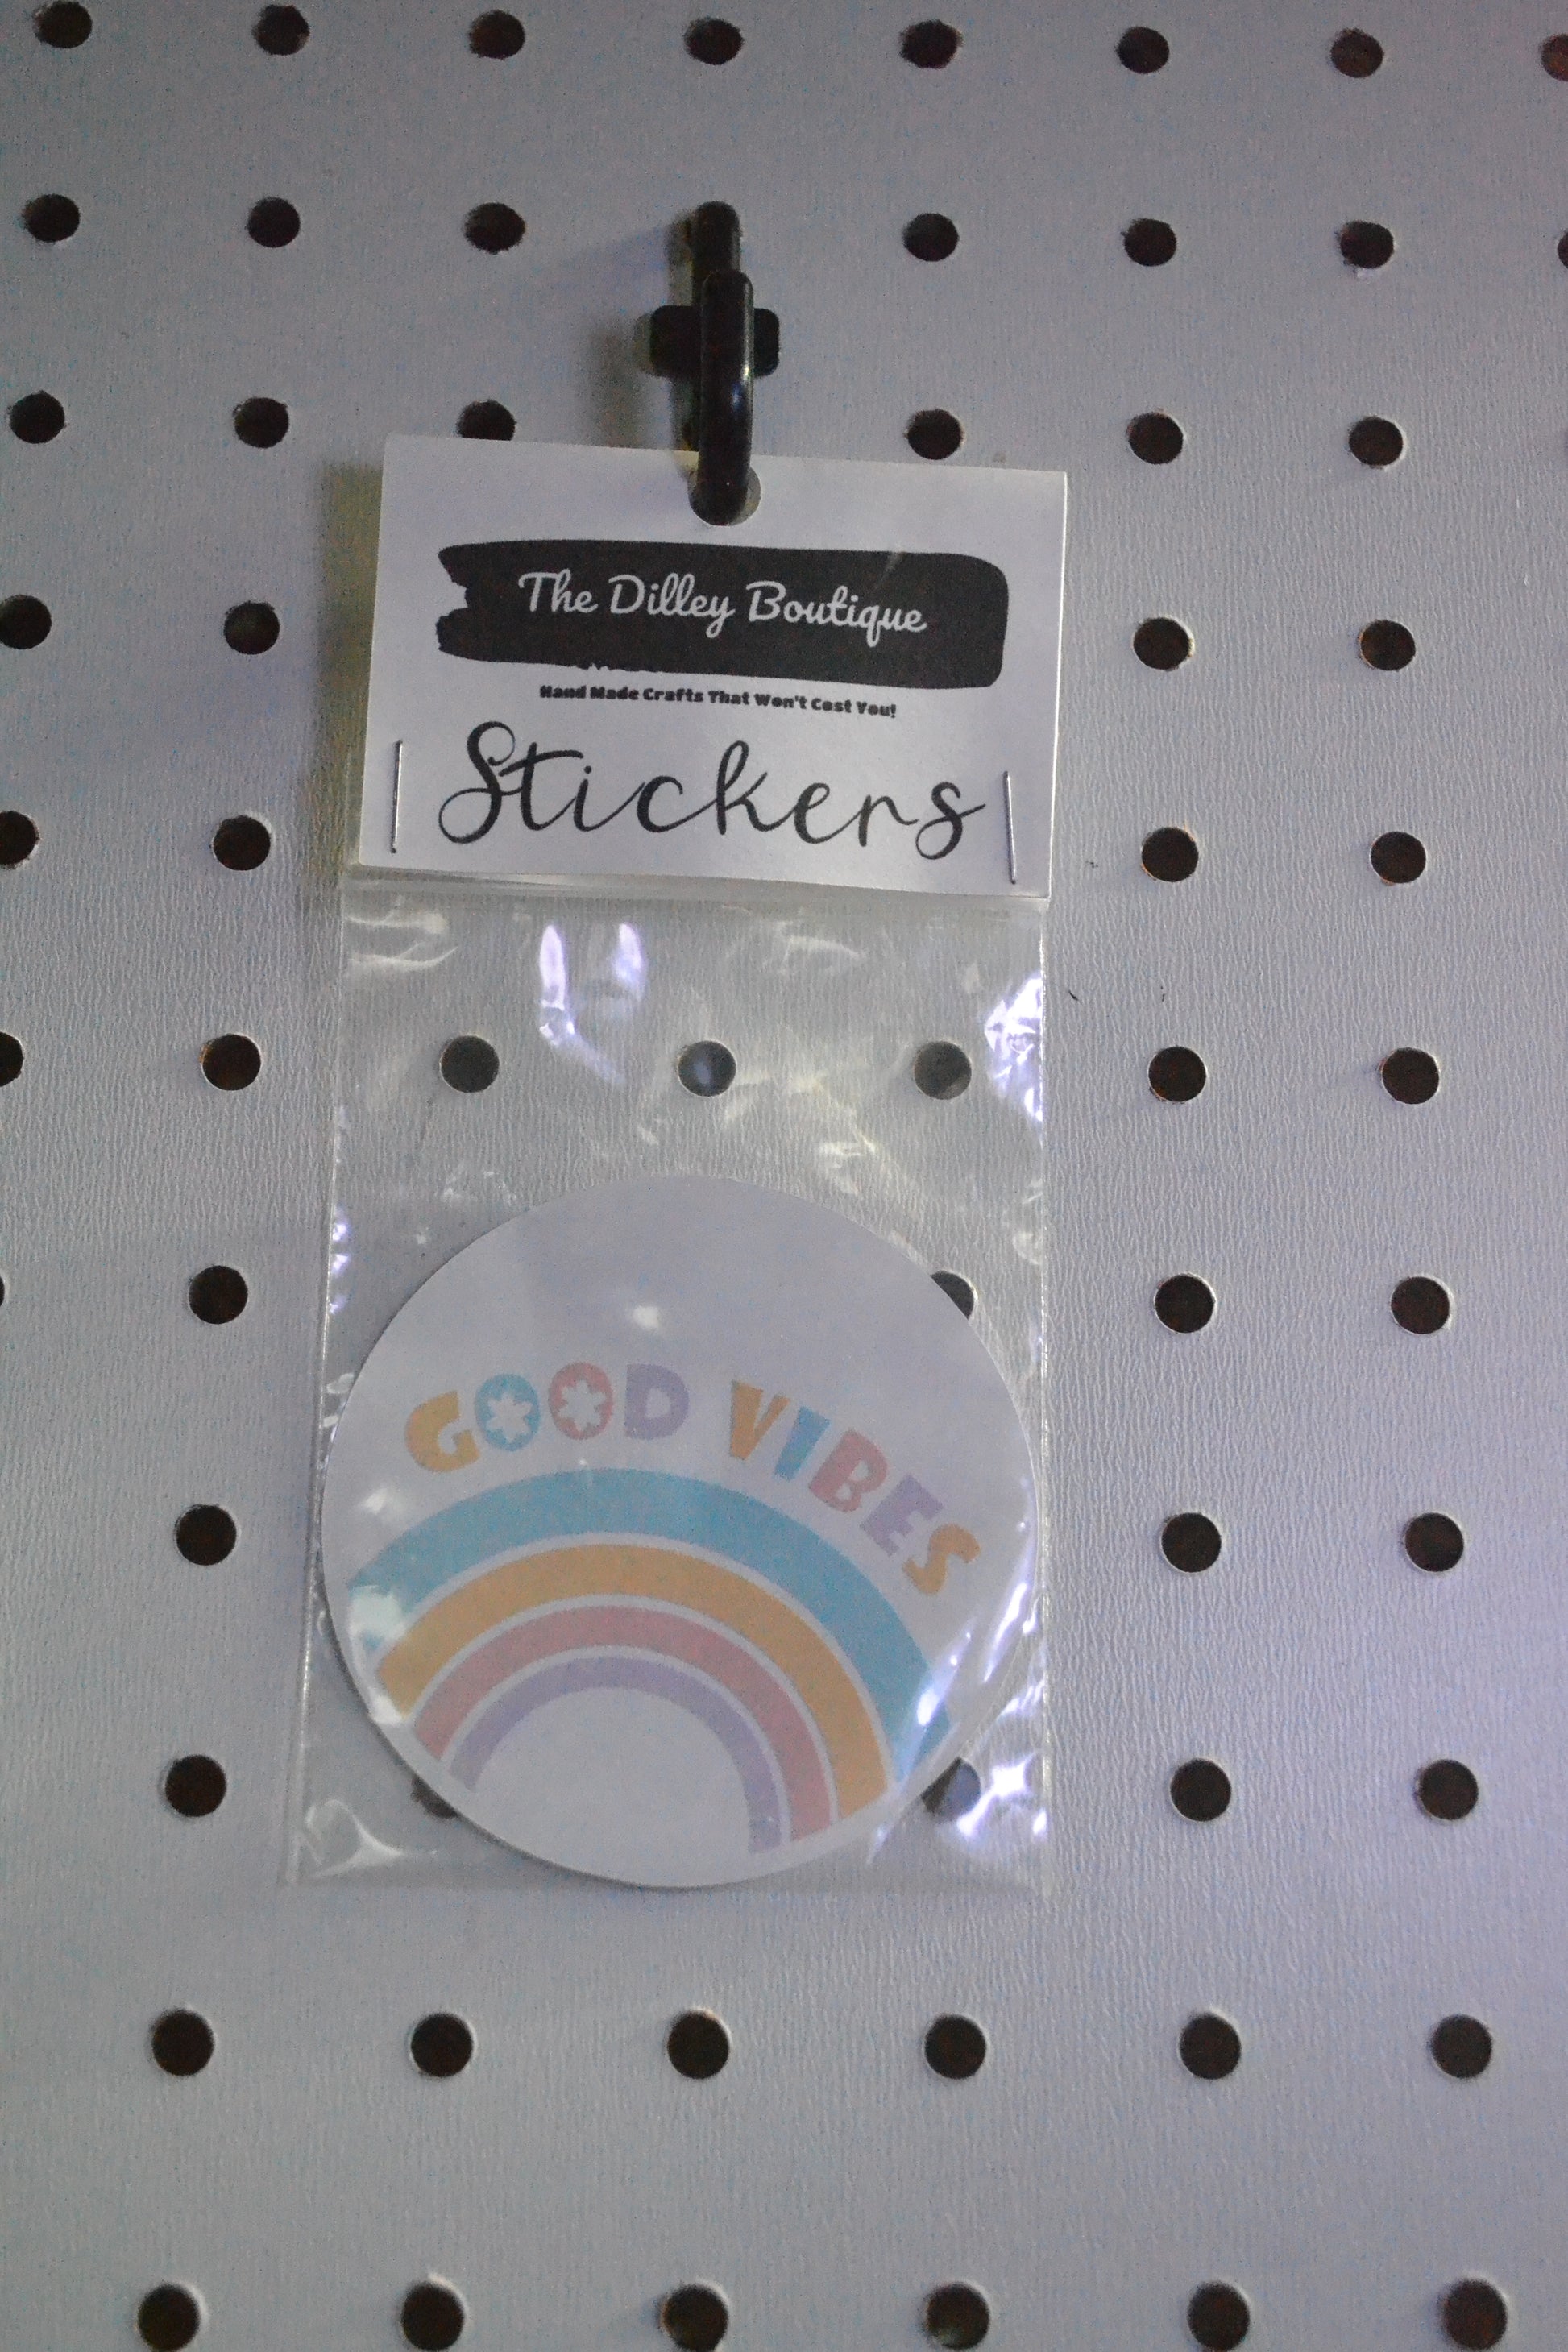 The Dilley Boutique
Hand Made Crafts That Won't Cost You!
Stickers
GOOD VIBES